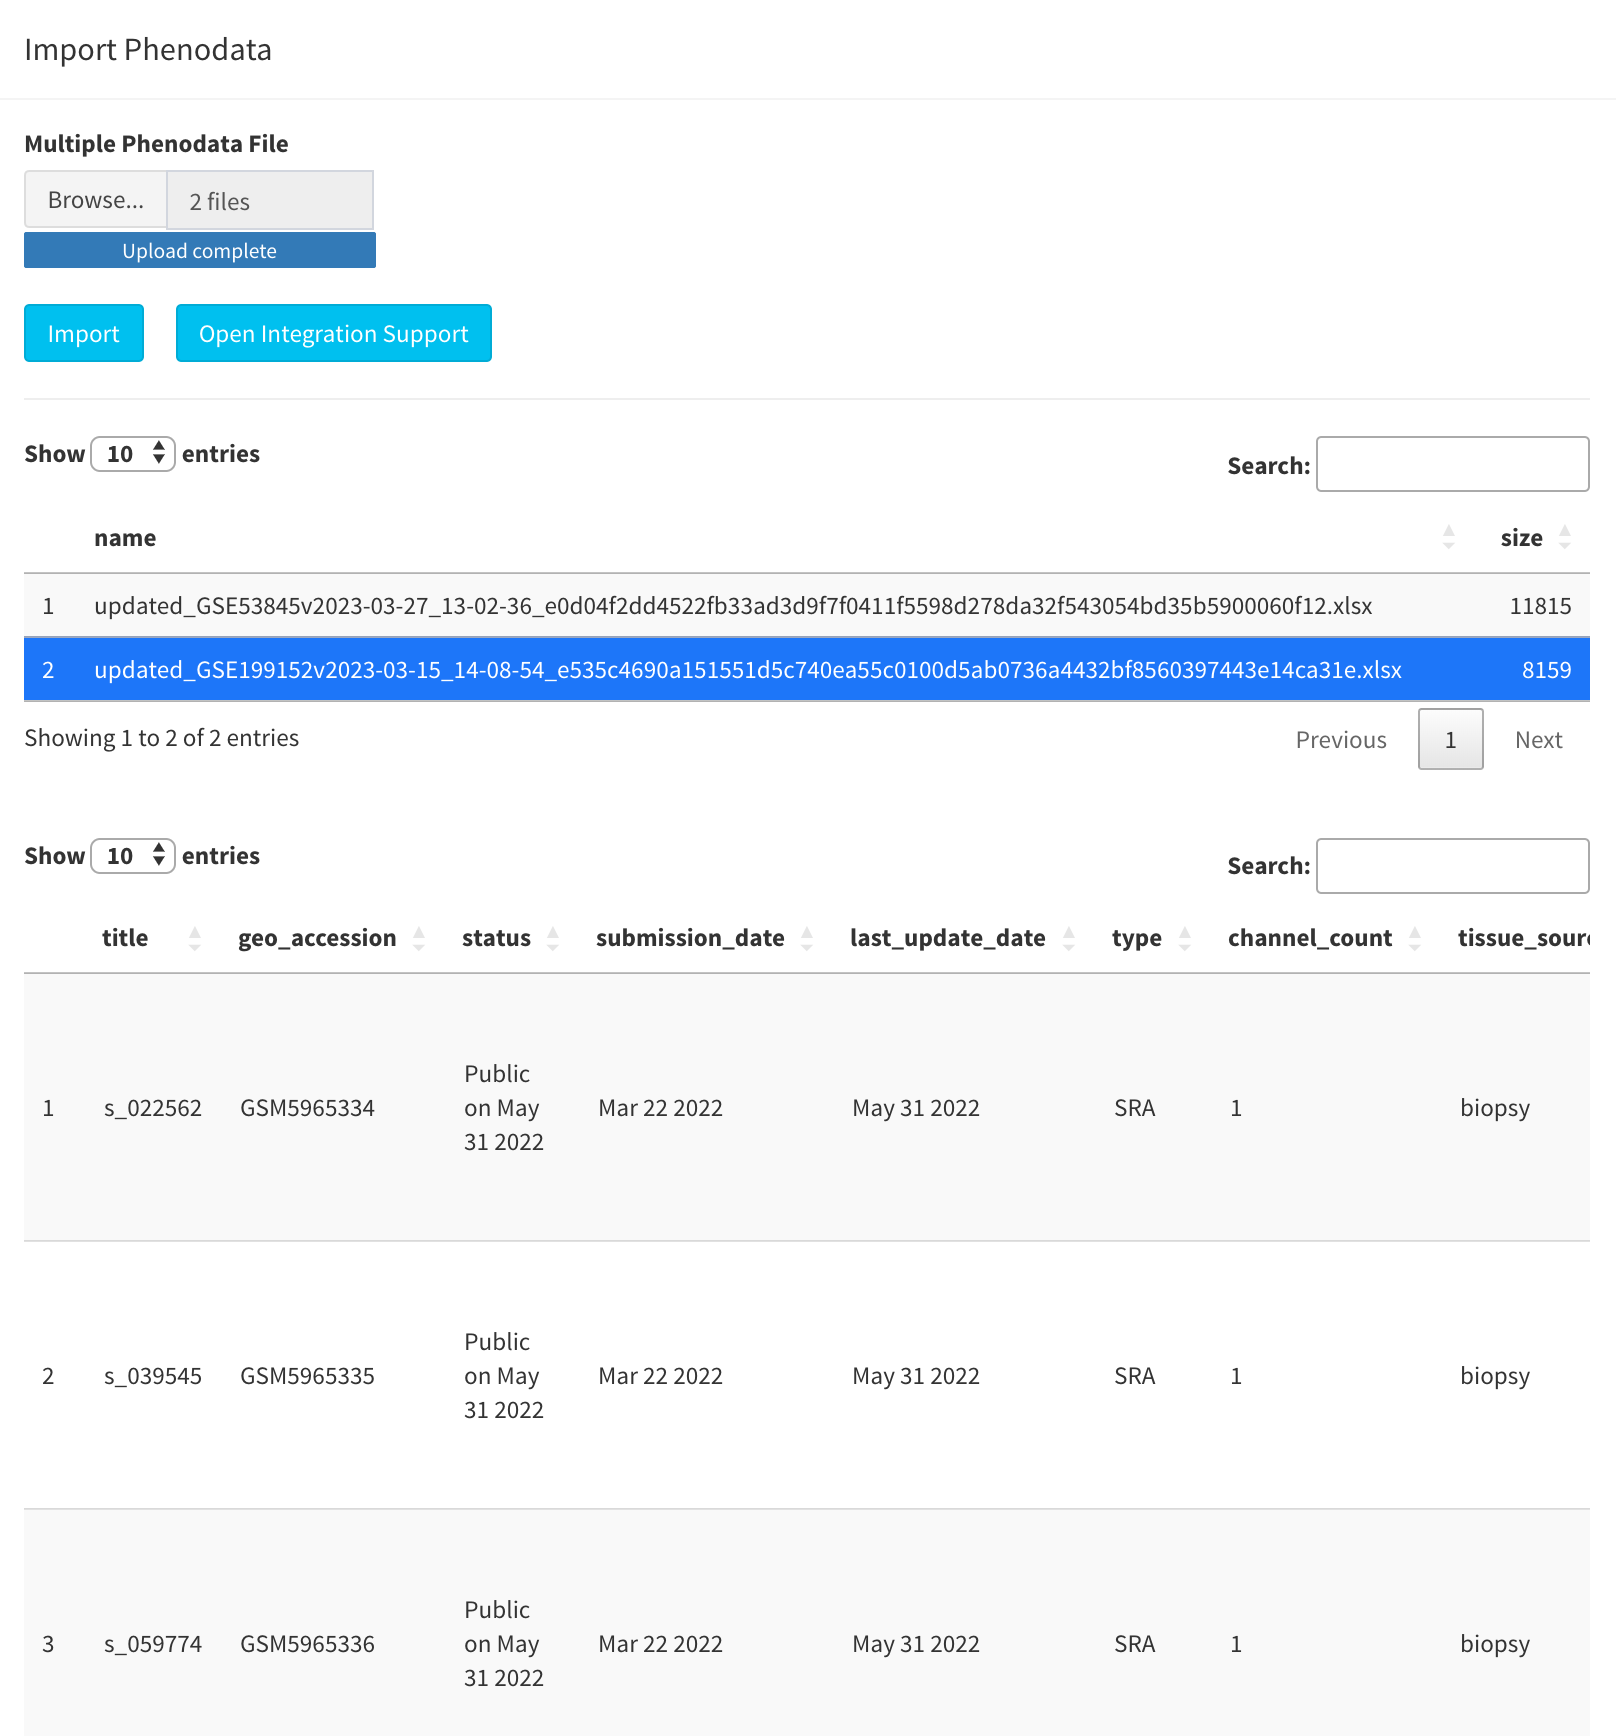 Import Phenodata
Multiple Phenodata File
Browse... 2 files
Upload complete
Import Open Integration Support
Show 10 entries
Search:
name size
1 updated_GSE53845v2023-03-27_13-02-36_e0d04f2dd4522fb33ad3d9f7f0411f5598d278da32f543054bd35b5900060f12.xlsx 11815
2 updated_GSE199152v2023-03-15_14-08-54_e535c4690a151551d5c740ea55c0100d5ab0736a4432bf8560397443e14ca31e.xlsx 8159
Showing 1 to 2 of 2 entries
Previous 1 Next
Show 10 entries
Search:
title geo_accession status submission_date last_update_date type channel_count tissue_sour
Public
1 s_022562 GSM5965334 on May Mar 22 2022 May 31 2022 SRA 1 biopsy
31 2022
Public
2 s_039545 GSM5965335 on May Mar 22 2022 May 31 2022 SRA 1 biopsy
31 2022
Public
3 s_059774 GSM5965336 on May Mar 22 2022 May 31 2022 SRA 1 biopsy
31 2022